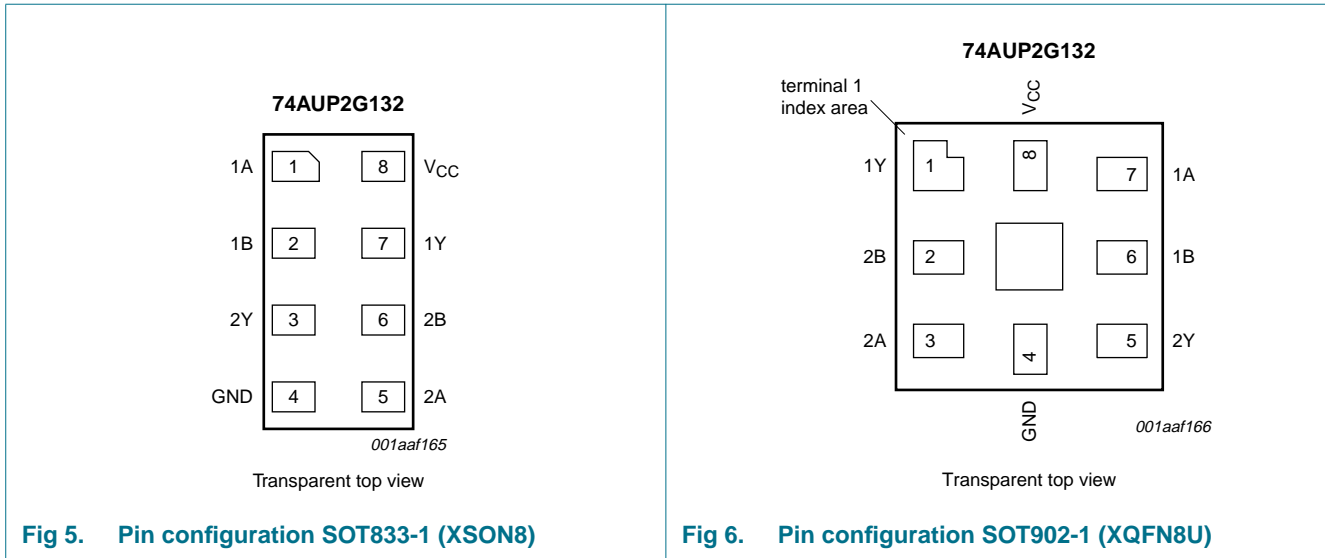 74AUP2G132
1A 1 8 VCC
1B 2 7 1Y
2Y 3 6 2B
GND 4 5 2A
001aaf165
Transparent top view
Fig 5. Pin configuration SOT833-1 (XSON8)
74AUP2G132
terminal 1
index area
VCC
1Y 1 8 7 1A
2B 2 6 1B
2A 3 4 5 2Y
GND
001aaf166
Transparent top view
Fig 6. Pin configuration SOT902-1 (XQFN8U)